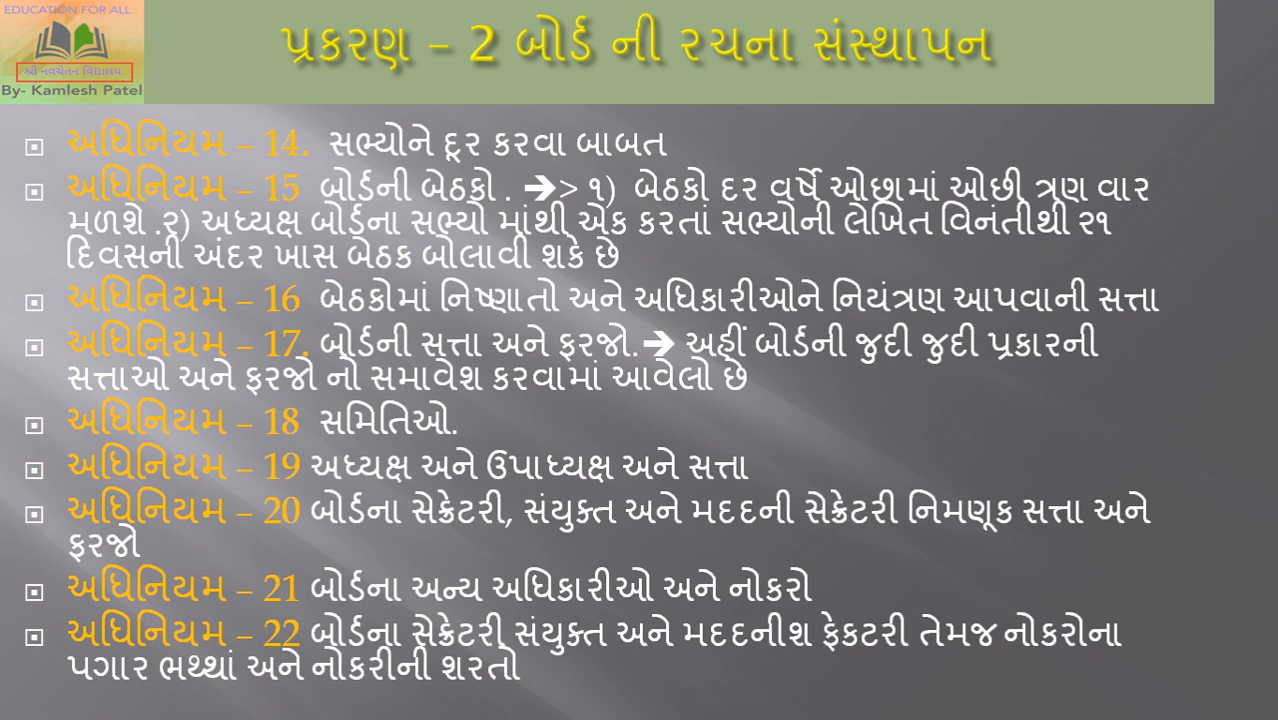 EDUCATION FOR ALL
શ્રી નવચેતન વિદ્યાલય
By- Kamlesh Patel
પ્રકરણ – 2 બોર્ડ ની રચના સંસ્થાપન
અધિનિયમ – 14. સભ્યોને દૂર કરવા બાબત
અધિનિયમ – 15 બોર્ડની બેઠકો . ➔> ૧) બેઠકો દર વર્ષે ઓછામાં ઓછી ત્રણ વાર
મળશે .૨) અધ્યક્ષ બોર્ડના સભ્યો માંથી એક કરતાં સભ્યોની લેખિત વિનંતીથી ૨૧
દિવસની અંદર ખાસ બેઠક બોલાવી શકે છે
અધિનિયમ – 16 બેઠકોમાં નિષ્ણાતો અને અધિકારીઓને નિયંત્રણ આપવાની સત્તા
અધિનિયમ – 17. બોર્ડની સત્તા અને ફરજો.➔ અહીં બોર્ડની જુદી જુદી પ્રકારની
સત્તાઓ અને ફરજો નો સમાવેશ કરવામાં આવેલો છે
અધિનિયમ – 18 સમિતિઓ.
અધિનિયમ – 19 અધ્યક્ષ અને ઉપાધ્યક્ષ અને સત્તા
અધિનિયમ – 20 બોર્ડના સેક્રેટરી, સંયુક્ત અને મદદની સેક્રેટરી નિમણૂક સત્તા અને
ફરજો
અધિનિયમ – 21 બોર્ડના અન્ય અધિકારીઓ અને નોકરો
અધિનિયમ – 22 બોર્ડના સેક્રેટરી સંયુક્ત અને મદદનીશ ફેકટરી તેમજ નોકરોના
પગાર ભથ્થાં અને નોકરીની શરતો